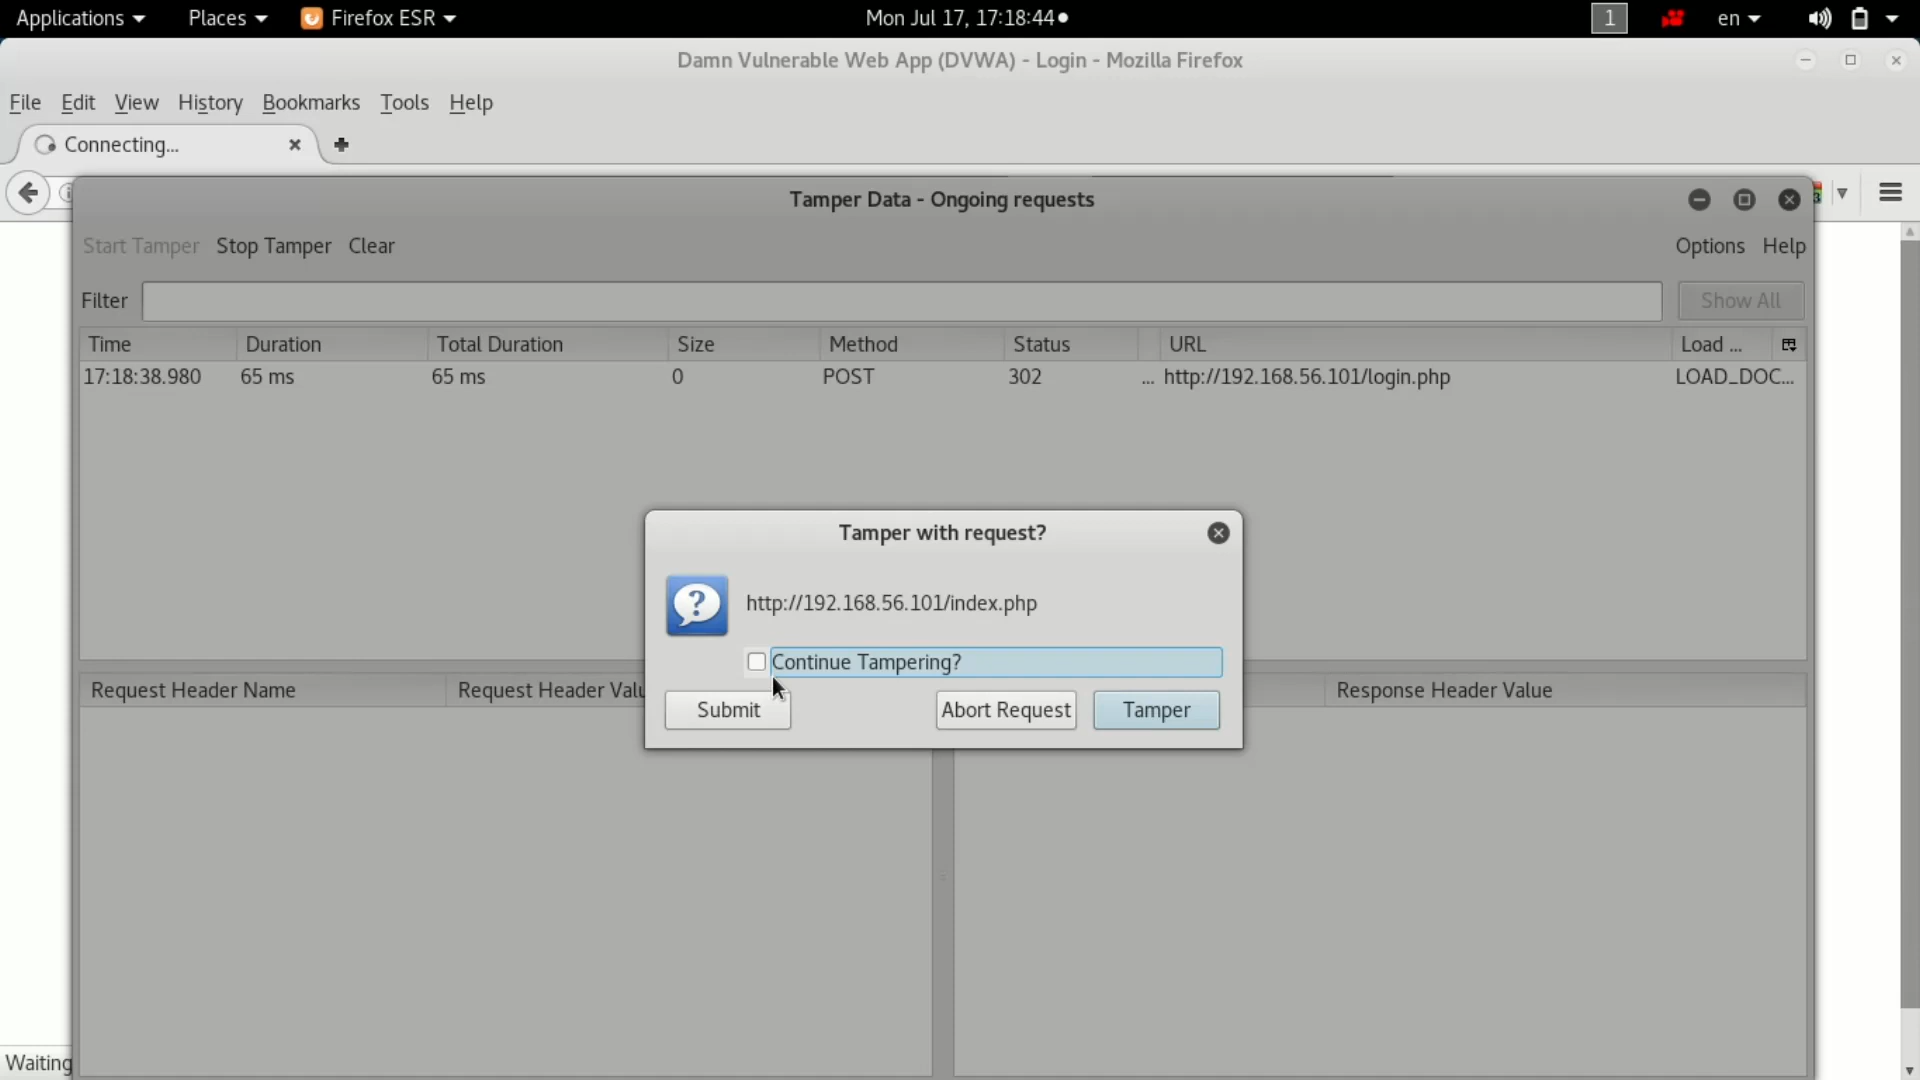 Applications Places Firefox ESR Mon Jul 17, 17:18:44 1 en
Damn Vulnerable Web App (DVWA) - Login - Mozilla Firefox
File Edit View History Bookmarks Tools Help
Connecting...
Tamper Data - Ongoing requests
Start Tamper Stop Tamper Clear Options Help
Filter Show All
Time Duration Total Duration Size Method Status URL Load ...
17:18:38.980 65 ms 65 ms 0 POST 302 ... http://192.168.56.101/login.php LOAD_DOC...
Tamper with request?
http://192.168.56.101/index.php
Continue Tampering?
Request Header Name Request Header Valu Response Header Value
Submit Abort Request Tamper
Waiting